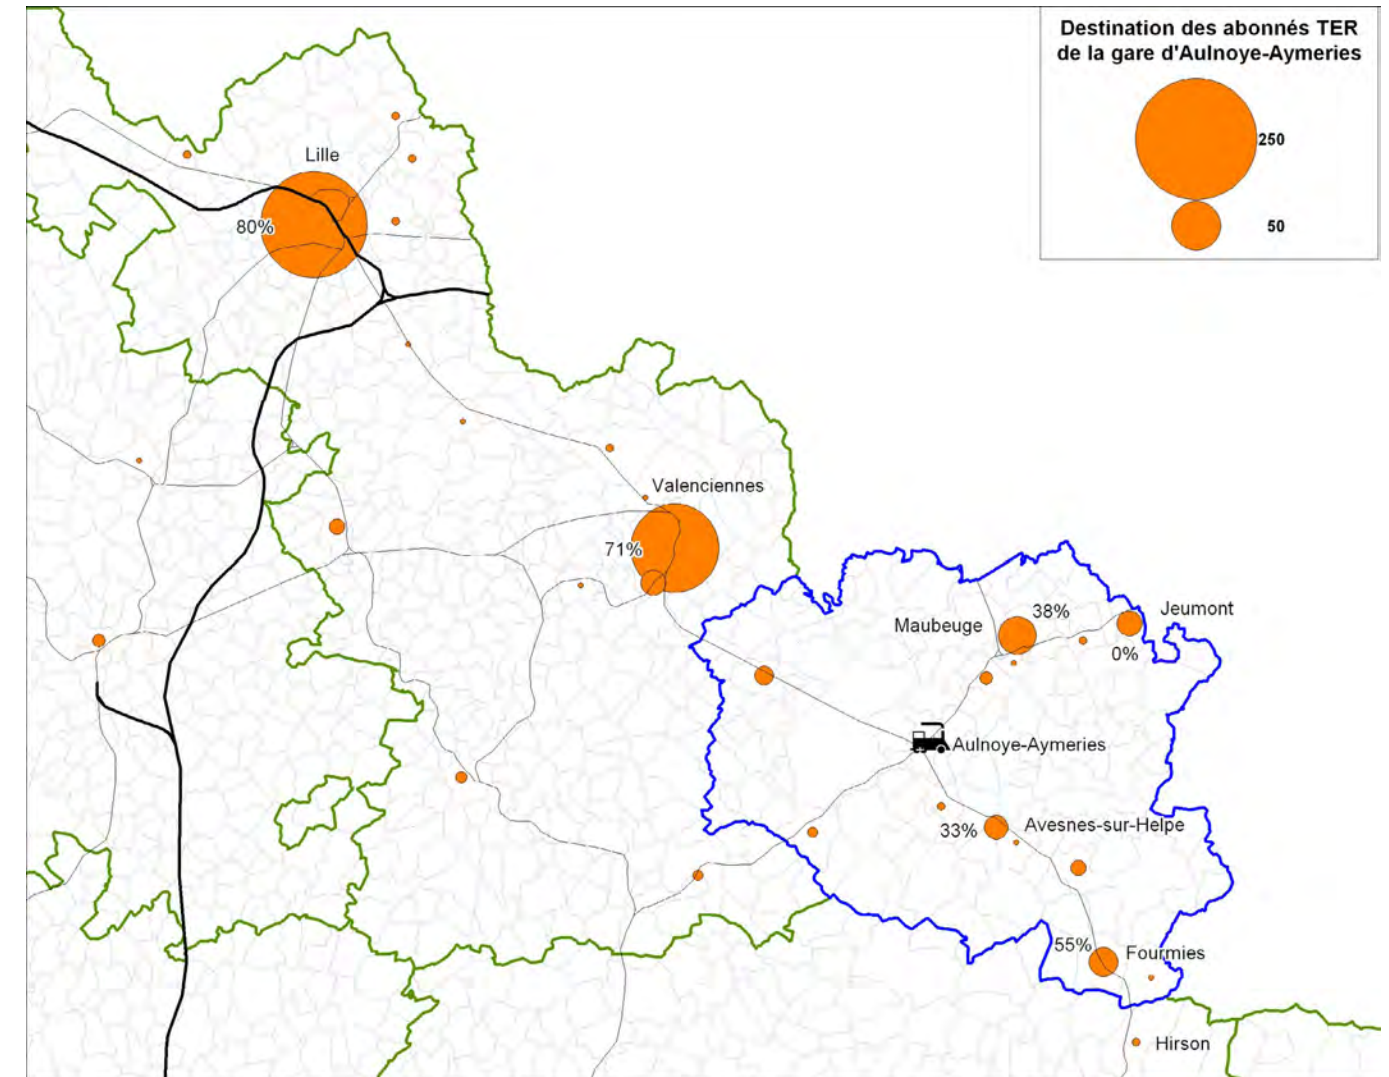 Destination des abonnés TER
de la gare d'Aulnoye-Aymeries
250
50
Lille
80%
Valenciennes
71%
38%
Jeumont
Maubeuge
0%
Aulnoye-Aymeries
33%
Avesnes-sur-Helpe
55%
Fourmies
Hirson